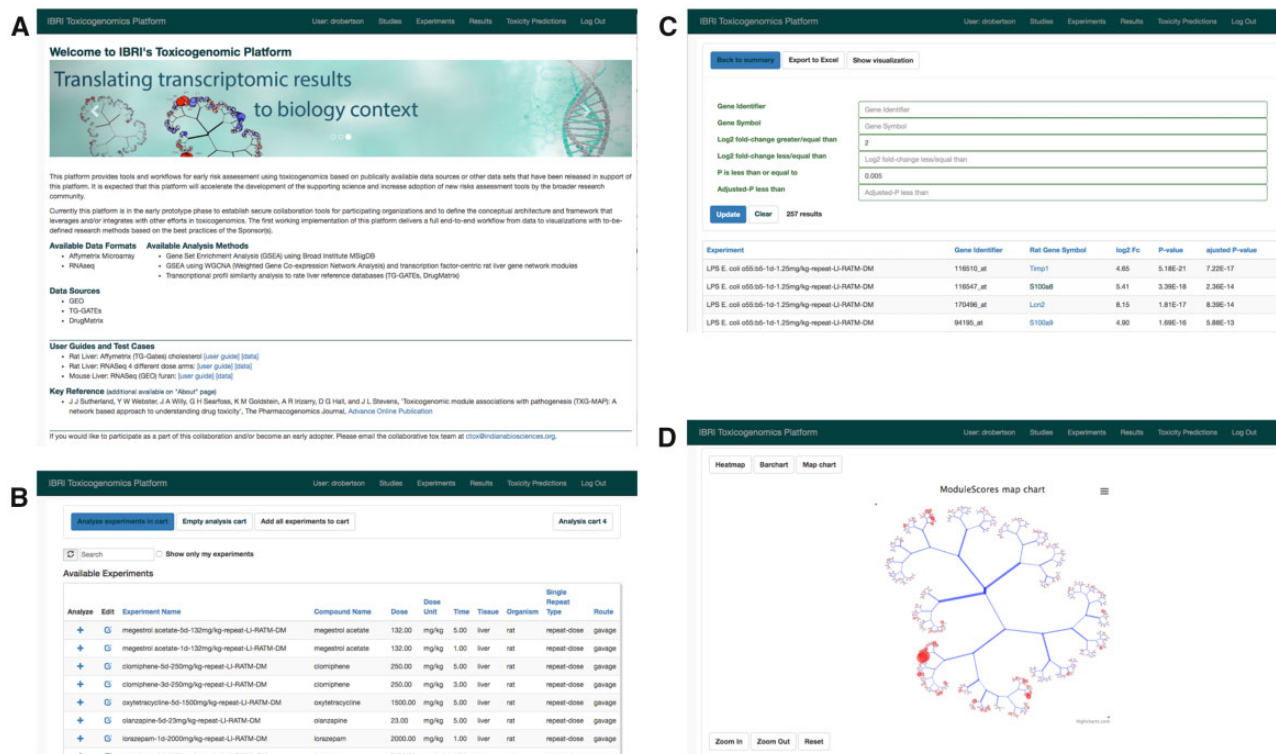 A
IBRI Toxicogenomics Platform User: drobertson Studies Experiments Results Toxicity Predictions Log Out
Welcome to IBRI's Toxicogenomic Platform
Translating transcriptomic results
to biology context
This platform provides tools and workflows for early risk assessment using toxicogenomics based on publically available data sources or other data sets that have been released in support of
this platform. It is expected that this platform will accelerate the development of the supporting science and increase adoption of new risks assessment tools by the broader research
community.
Currently this platform is in the early prototype phase to establish secure collaboration tools for participating organizations and to define the conceptual architecture and framework that
leverages and/or integrates with other efforts in toxicogenomics. The first working implementation of this platform delivers a full end-to-end workflow from data to visualizations with to-be-
defined research methods based on the best practices of the Sponsor(s).
Available Data Formats Available Analysis Methods
• Affymetrix Microarray • Gene Set Enrichment Analysis (GSEA) using Broad Institute MSigDB
• RNAseq • GSEA using WGCNA (Weighted Gene Co-expression Network Analysis) and transcription factor-centric rat liver gene network modules
• Transcriptional profil similarity analysis to rate liver reference databases (TG-GATEs, DrugMatrix)
Data Sources
• GEO
• TG-GATEs
• DrugMatrix
User Guides and Test Cases
• Rat Liver: Affymetrix (TG-Gates) cholesterol [user guide] [data]
• Rat Liver: RNASeq 4 different dose arms: [user guide] [data]
• Mouse Liver: RNASeq (GEO) furan: [user guide] [data]
Key Reference (additional available on "About" page)
• J J Sutherland, Y W Webster, J A Willy, G H Searfoss, K M Goldstein, A R Irizarry, D G Hall, and J L Stevens, 'Toxicogenomic module associations with pathogenesis (TXG-MAP): A
network based approach to understanding drug toxicity', The Pharmacogenomics Journal, Advance Online Publication
If you would like to participate as a part of this collaboration and/or become an early adopter. Please email the collaborative tox team at ctox@indianabiosciences.org.
B
IBRI Toxicogenomics Platform User: drobertson Studies Experiments Results Toxicity Predictions Log Out
Analyze experiments in cart Empty analysis cart Add all experiments to cart Analysis cart 4
Search Show only my experiments
Available Experiments
Analyze Edit Experiment Name Compound Name Dose Dose Unit Time Tissue Organism Single Repeat Type Route
+ megestrol acetate-5d-132mg/kg-repeat-LI-RATM-DM megestrol acetate 132.00 mg/kg 5.00 liver rat repeat-dose gavage
+ megestrol acetate-1d-132mg/kg-repeat-LI-RATM-DM megestrol acetate 132.00 mg/kg 1.00 liver rat repeat-dose gavage
+ clomiphene-5d-250mg/kg-repeat-LI-RATM-DM clomiphene 250.00 mg/kg 5.00 liver rat repeat-dose gavage
+ clomiphene-3d-250mg/kg-repeat-LI-RATM-DM clomiphene 250.00 mg/kg 3.00 liver rat repeat-dose gavage
+ oxytetracycline-5d-1500mg/kg-repeat-LI-RATM-DM oxytetracycline 1500.00 mg/kg 5.00 liver rat repeat-dose gavage
+ olanzapine-5d-23mg/kg-repeat-LI-RATM-DM olanzapine 23.00 mg/kg 5.00 liver rat repeat-dose gavage
+ lorazepam-1d-2000mg/kg-repeat-LI-RATM-DM lorazepam 2000.00 mg/kg 1.00 liver rat repeat-dose gavage
C
IBRI Toxicogenomics Platform User: drobertson Studies Experiments Results Toxicity Predictions Log Out
Back to summary Export to Excel Show visualization
Gene Identifier Gene Identifier
Gene Symbol Gene Symbol
Log2 fold-change greater/equal than 2
Log2 fold-change less/equal than Log2 fold-change less/equal than
P is less than or equal to 0.005
Adjusted-P less than Adjusted-P less than
Update Clear 257 results
Experiment Gene Identifier Rat Gene Symbol log2 Fc P-value ajusted P-value
LPS E. coli o55:b5-1d-1.25mg/kg-repeat-LI-RATM-DM 116510_at Timp1 4.65 5.18E-21 7.22E-17
LPS E. coli o55:b5-1d-1.25mg/kg-repeat-LI-RATM-DM 116547_at S100a8 5.41 3.39E-18 2.36E-14
LPS E. coli o55:b5-1d-1.25mg/kg-repeat-LI-RATM-DM 170496_at Lcn2 8.15 1.81E-17 8.39E-14
LPS E. coli o55:b5-1d-1.25mg/kg-repeat-LI-RATM-DM 94195_at S100a9 4.90 1.69E-16 5.88E-13
D
IBRI Toxicogenomics Platform User: drobertson Studies Experiments Results Toxicity Predictions Log Out
Heatmap Barchart Map chart
ModuleScores map chart
Highcharts.com
Zoom In Zoom Out Reset